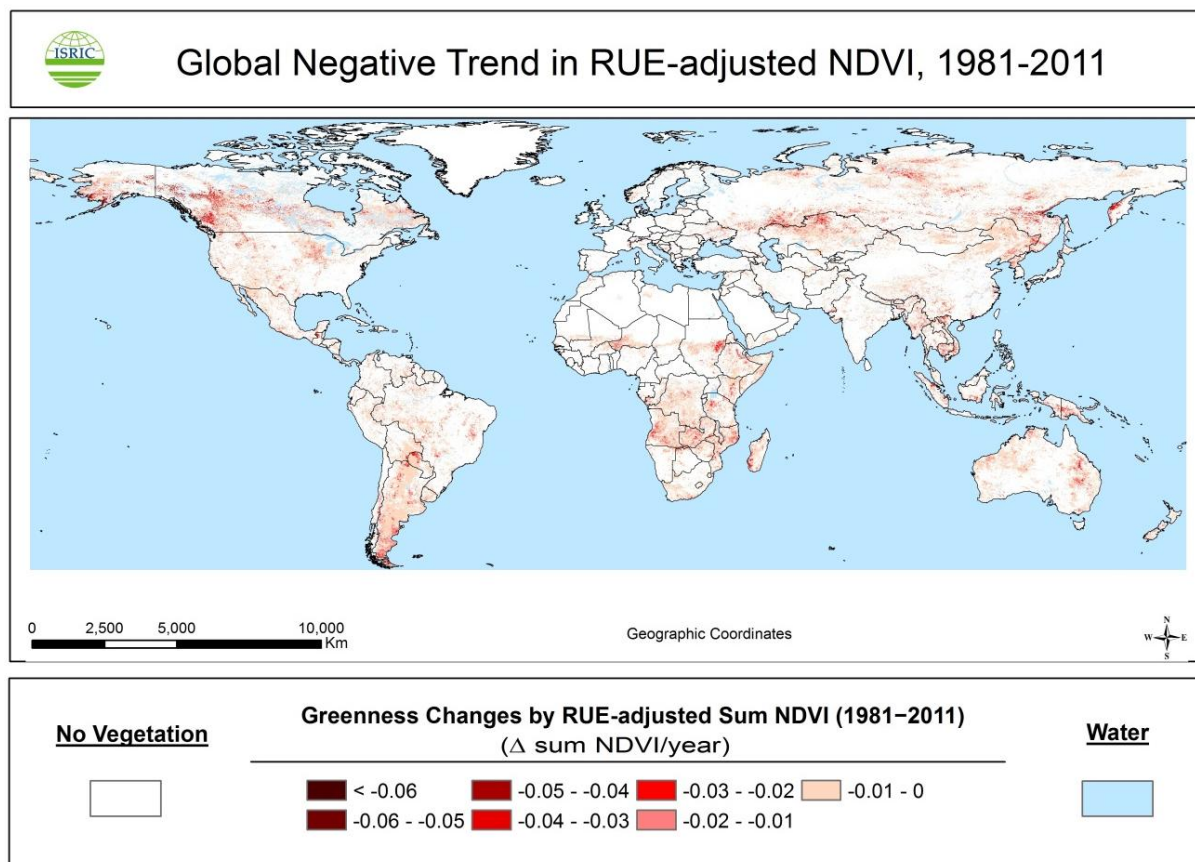 ISRIC
Global Negative Trend in RUE-adjusted NDVI, 1981-2011
0 2,500 5,000 10,000
Km
Geographic Coordinates
N
W E
S
No Vegetation
Greenness Changes by RUE-adjusted Sum NDVI (1981−2011)
(Δ sum NDVI/year)
Water
< -0.06 -0.05 - -0.04 -0.03 - -0.02 -0.01 - 0
-0.06 - -0.05 -0.04 - -0.03 -0.02 - -0.01